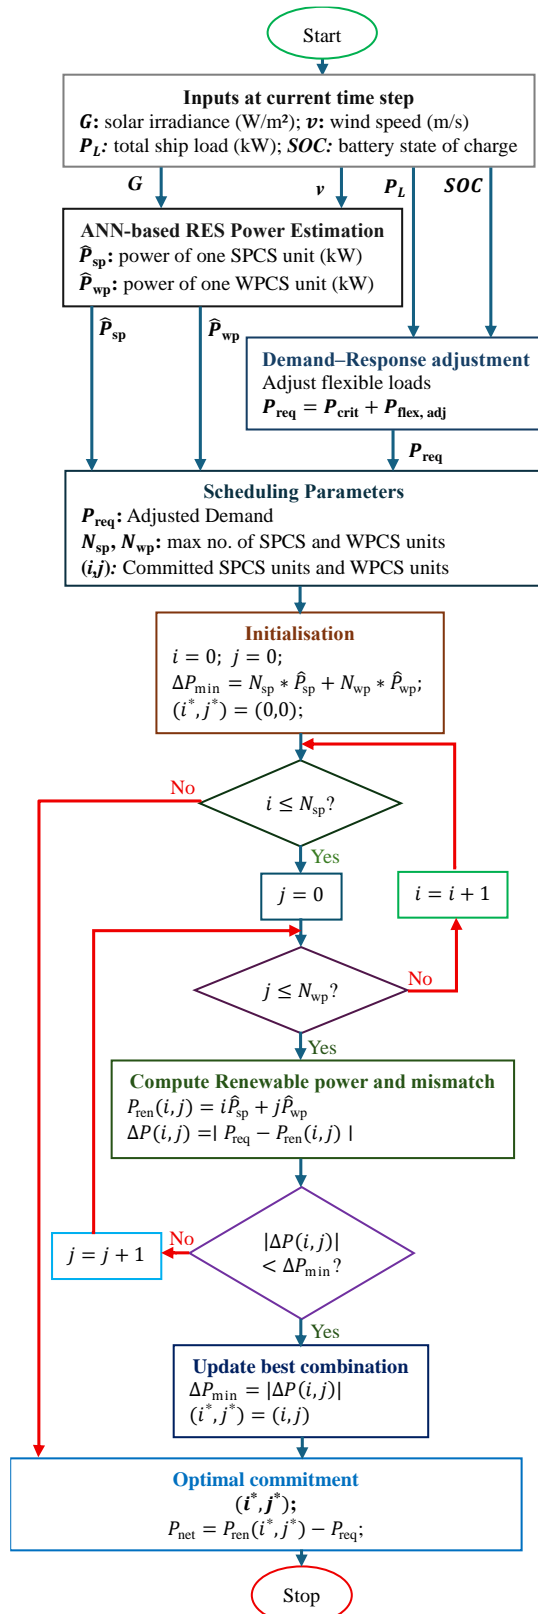 Start
Inputs at current time step
G: solar irradiance (W/m²); v: wind speed (m/s)
P_L: total ship load (kW); SOC: battery state of charge
G
v
P_L
SOC
ANN-based RES Power Estimation
P̂_sp: power of one SPCS unit (kW)
P̂_wp: power of one WPCS unit (kW)
P̂_sp
P̂_wp
Demand–Response adjustment
Adjust flexible loads
P_req = P_crit + P_flex, adj
P_req
Scheduling Parameters
P_req: Adjusted Demand
N_sp, N_wp: max no. of SPCS and WPCS units
(i,j): Committed SPCS units and WPCS units
Initialisation
i = 0; j = 0;
ΔP_min = N_sp * P̂_sp + N_wp * P̂_wp;
(i*, j*) = (0,0);
No
i ≤ N_sp?
Yes
j = 0
i = i + 1
j ≤ N_wp?
No
Yes
Compute Renewable power and mismatch
P_ren(i, j) = iP̂_sp + jP̂_wp
ΔP(i, j) =| P_req − P_ren(i, j) |
j = j + 1
No
|ΔP(i, j)|
< ΔP_min?
Yes
Update best combination
ΔP_min = |ΔP(i, j)|
(i*, j*) = (i, j)
Optimal commitment
(i*, j*);
P_net = P_ren(i*, j*) − P_req;
Stop